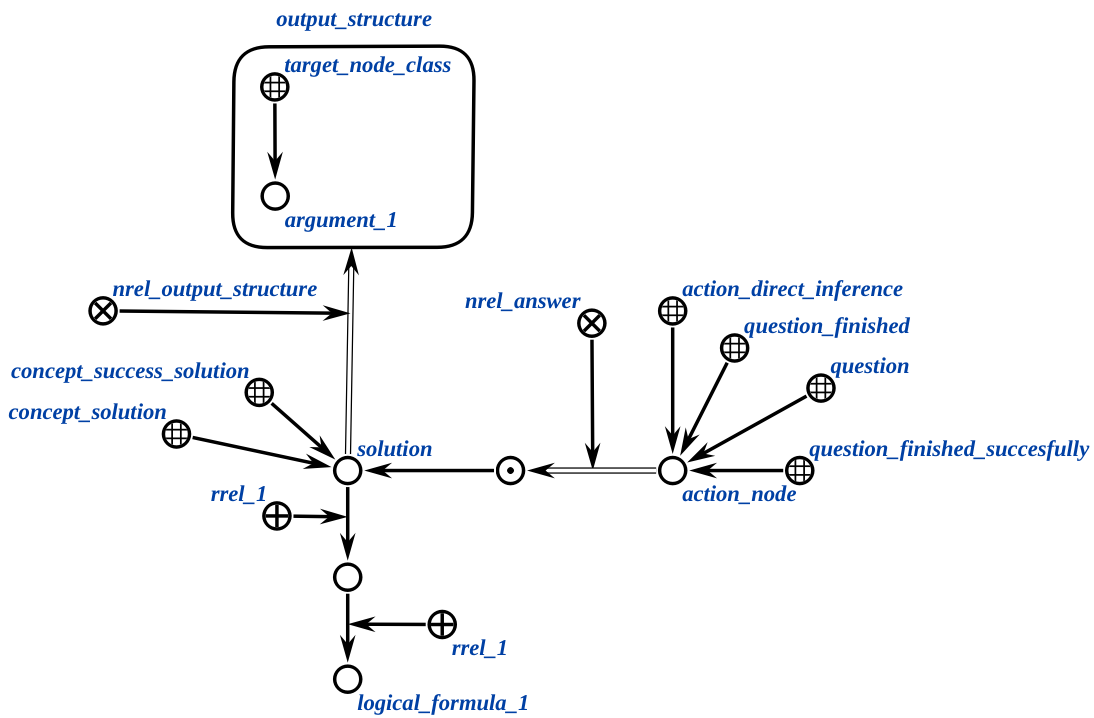 output_structure
target_node_class
argument_1
nrel_output_structure
nrel_answer
action_direct_inference
question_finished
concept_success_solution
question
concept_solution
solution
question_finished_succesfully
rrel_1
action_node
rrel_1
logical_formula_1